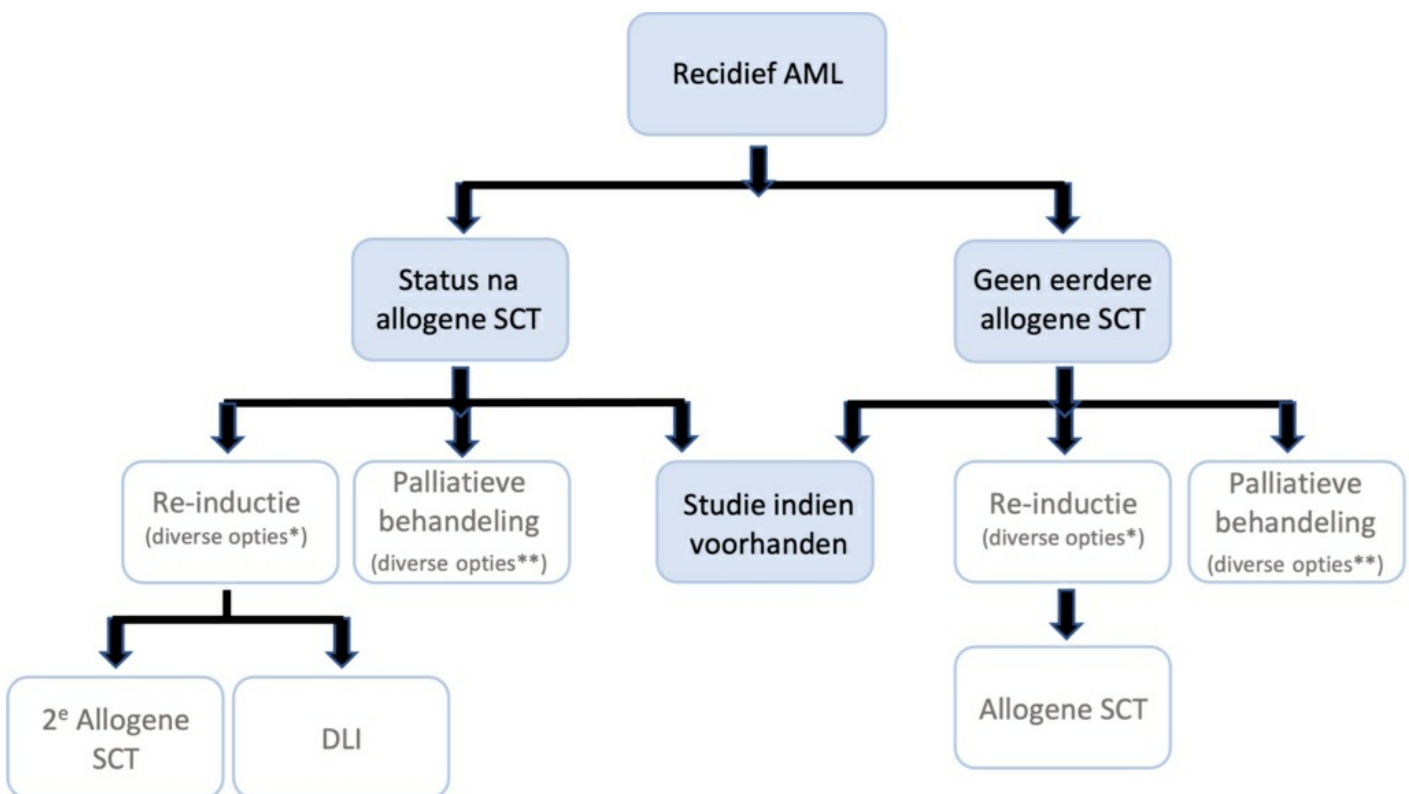 Recidief AML
Status na
allogene SCT
Geen eerdere
allogene SCT
Re-inductie
(diverse opties*)
Palliatieve
behandeling
(diverse opties**)
Studie indien
voorhanden
Re-inductie
(diverse opties*)
Palliatieve
behandeling
(diverse opties**)
2e Allogene
SCT
DLI
Allogene SCT